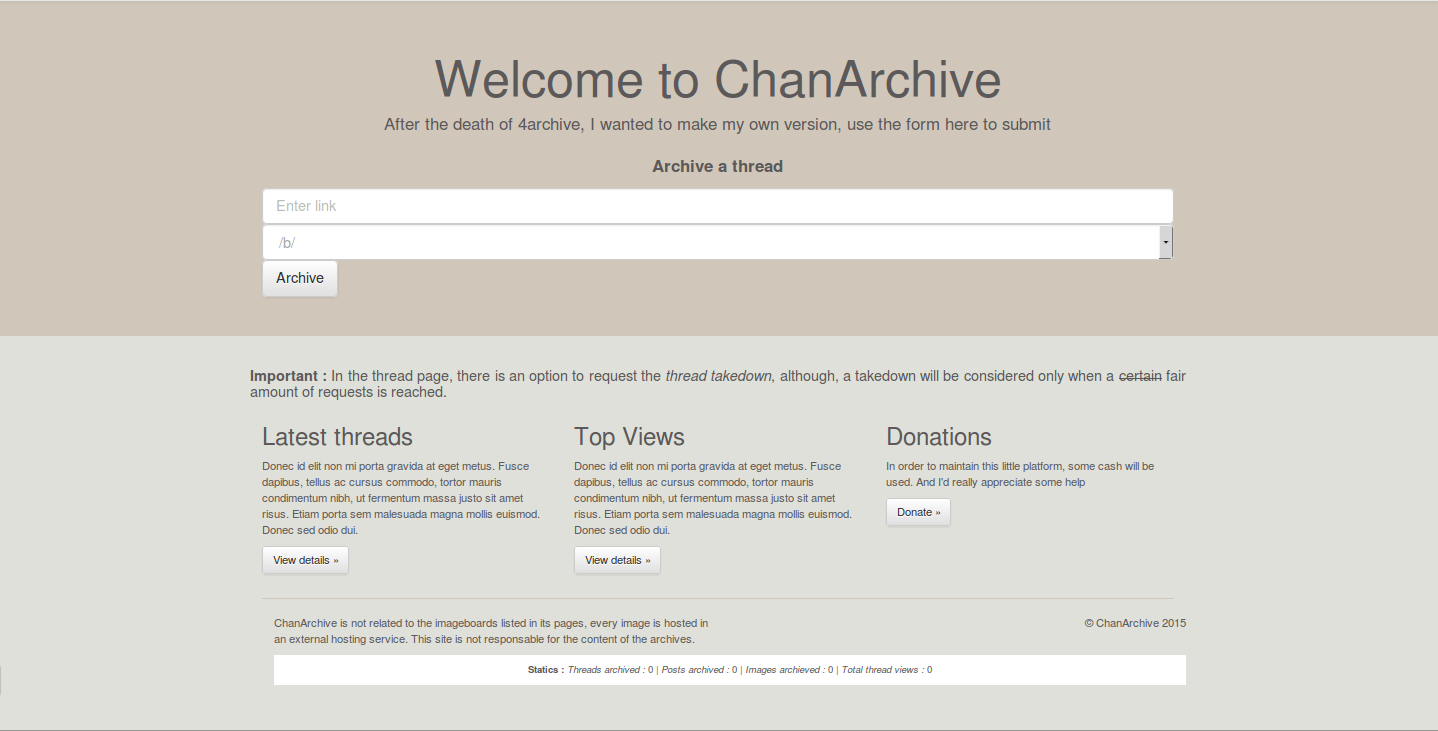 Welcome to ChanArchive
After the death of 4archive, I wanted to make my own version, use the form here to submit
Archive a thread
Enter link
/b/
Archive
Important : In the thread page, there is an option to request the thread takedown, although, a takedown will be considered only when a certain fair
amount of requests is reached.
Latest threads
Donec id elit non mi porta gravida at eget metus. Fusce
dapibus, tellus ac cursus commodo, tortor mauris
condimentum nibh, ut fermentum massa justo sit amet
risus. Etiam porta sem malesuada magna mollis euismod.
Donec sed odio dui.
View details »
Top Views
Donec id elit non mi porta gravida at eget metus. Fusce
dapibus, tellus ac cursus commodo, tortor mauris
condimentum nibh, ut fermentum massa justo sit amet
risus. Etiam porta sem malesuada magna mollis euismod.
Donec sed odio dui.
View details »
Donations
In order to maintain this little platform, some cash will be
used. And I'd really appreciate some help
Donate »
ChanArchive is not related to the imageboards listed in its pages, every image is hosted in
an external hosting service. This site is not responsible for the content of the archives.
© ChanArchive 2015
Statics : Threads archived : 0 | Posts archived : 0 | Images archieved : 0 | Total thread views : 0